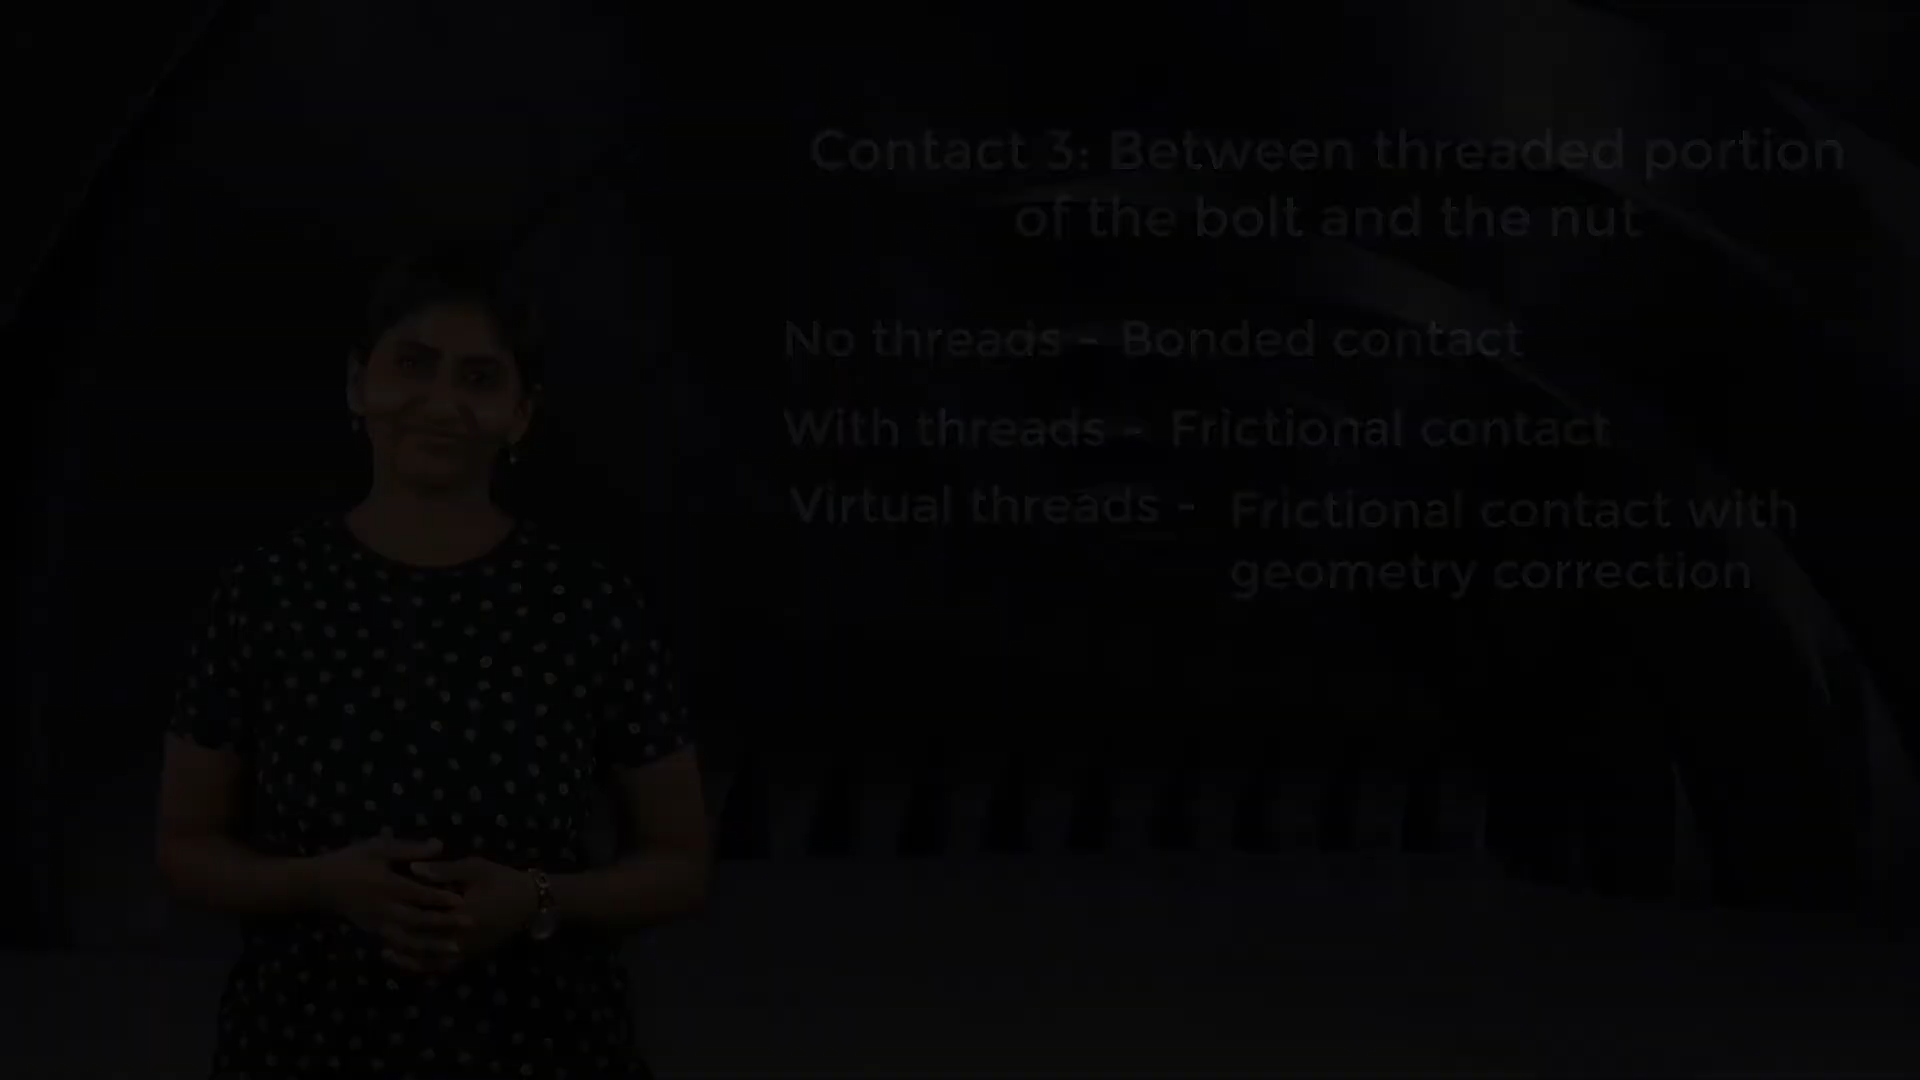 Contact 3: Between threaded portion
of the bolt and the nut
No threads - Bonded contact
With threads - Frictional contact
Virtual threads - Frictional contact with
geometry correction